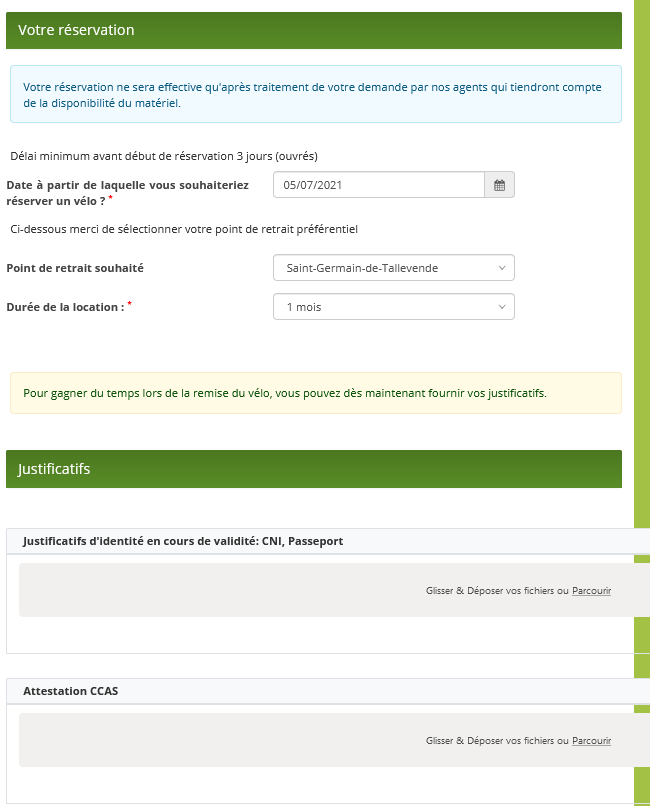 Votre réservation
Votre réservation ne sera effective qu'après traitement de votre demande par nos agents qui tiendront compte
de la disponibilité du matériel.
Délai minimum avant début de réservation 3 jours (ouvrés)
Date à partir de laquelle vous souhaiteriez
réserver un vélo ? *
05/07/2021
Ci-dessous merci de sélectionner votre point de retrait préférentiel
Point de retrait souhaité
Saint-Germain-de-Tallevende
Durée de la location : *
1 mois
Pour gagner du temps lors de la remise du vélo, vous pouvez dès maintenant fournir vos justificatifs.
Justificatifs
Justificatifs d'identité en cours de validité: CNI, Passeport
Glisser & Déposer vos fichiers ou Parcourir
Attestation CCAS
Glisser & Déposer vos fichiers ou Parcourir